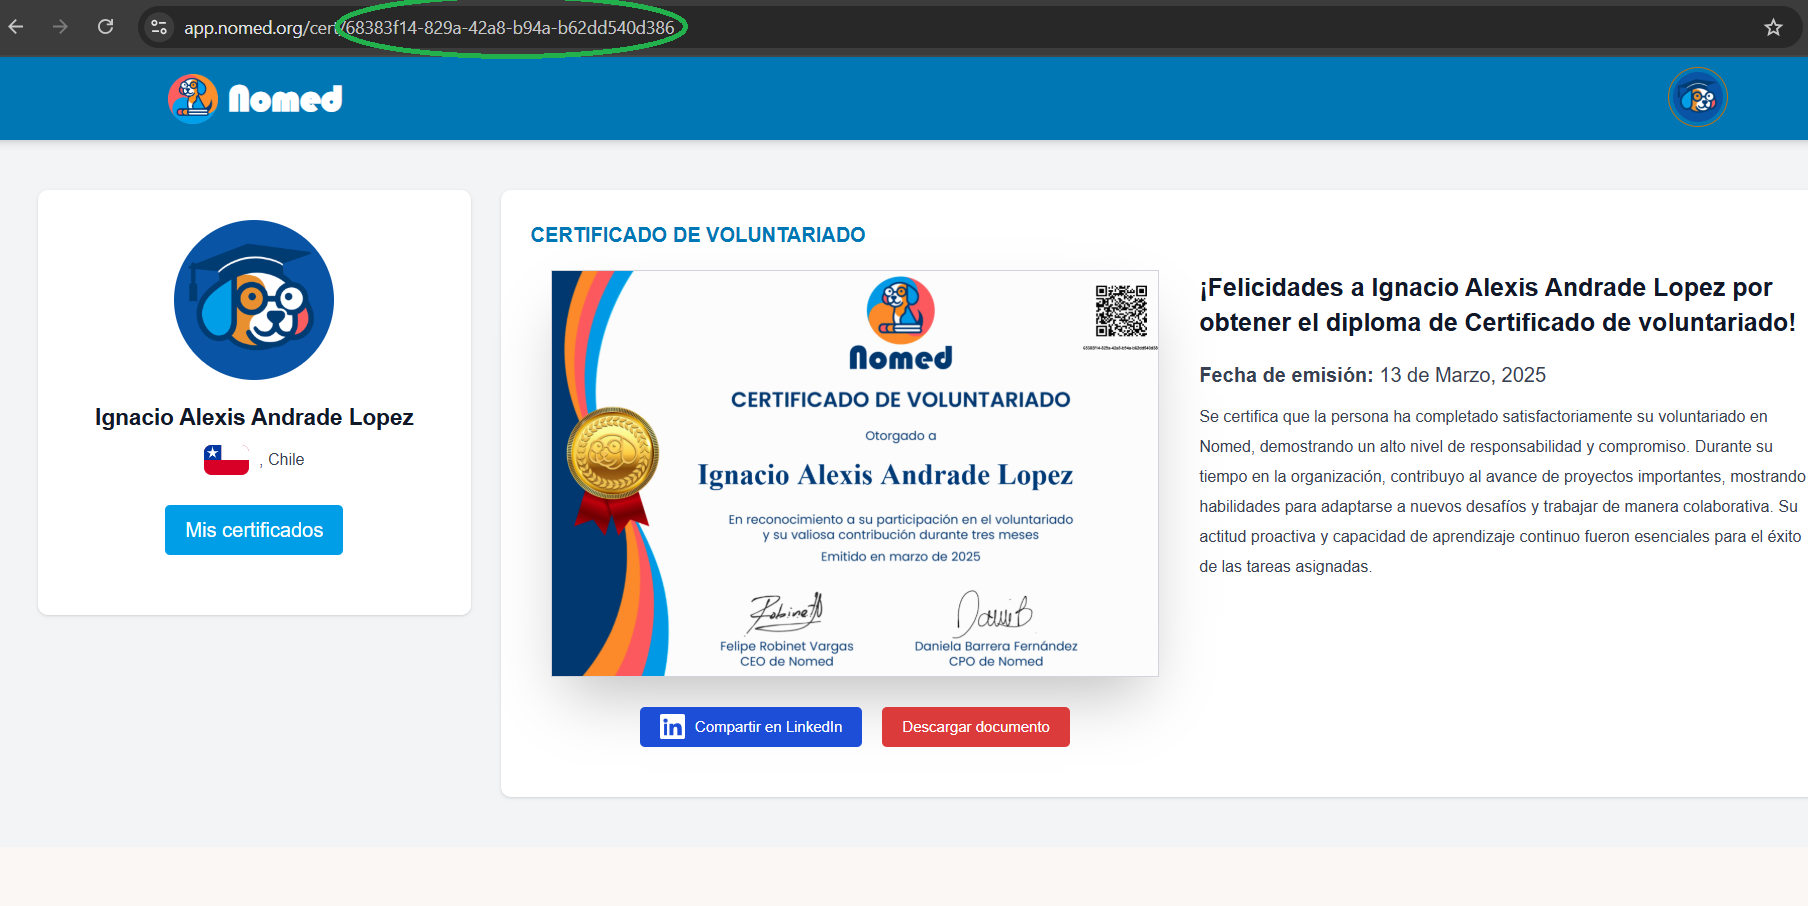 app.nomed.org/cert/68383f14-829a-42a8-b94a-b62dd540d386
Nomed
Ignacio Alexis Andrade Lopez
, Chile
Mis certificados
CERTIFICADO DE VOLUNTARIADO
Nomed
CERTIFICADO DE VOLUNTARIADO
Otorgado a
Ignacio Alexis Andrade Lopez
En reconocimiento a su participación en el voluntariado
y su valiosa contribución durante tres meses
Emitido en marzo de 2025
Felipe Robinet Vargas
CEO de Nomed
Daniela Barrera Fernández
CPO de Nomed
Compartir en LinkedIn
Descargar documento
¡Felicidades a Ignacio Alexis Andrade Lopez por
obtener el diploma de Certificado de voluntariado!
Fecha de emisión: 13 de Marzo, 2025
Se certifica que la persona ha completado satisfactoriamente su voluntariado en
Nomed, demostrando un alto nivel de responsabilidad y compromiso. Durante su
tiempo en la organización, contribuyo al avance de proyectos importantes, mostrando
habilidades para adaptarse a nuevos desafíos y trabajar de manera colaborativa. Su
actitud proactiva y capacidad de aprendizaje continuo fueron esenciales para el éxito
de las tareas asignadas.